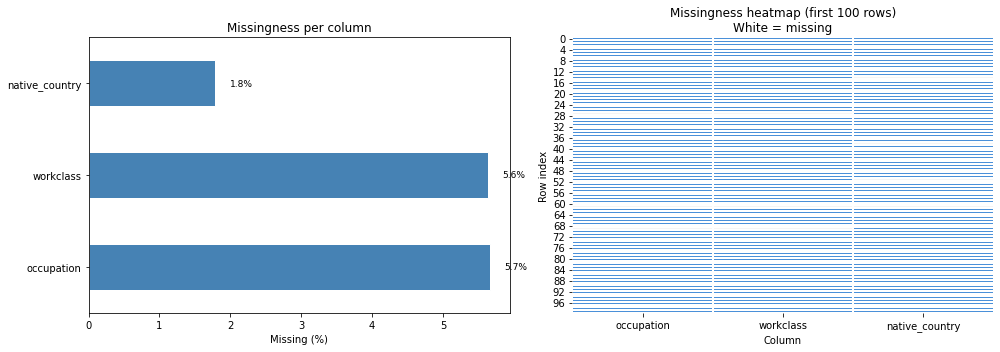 Missingness per column
native_country
workclass
occupation
1.8%
5.6%
5.7%
0 1 2 3 4 5
Missing (%)
Missingness heatmap (first 100 rows)
White = missing
Row index
0
4
8
12
16
20
24
28
32
36
40
44
48
52
56
60
64
68
72
76
80
84
88
92
96
occupation workclass native_country
Column